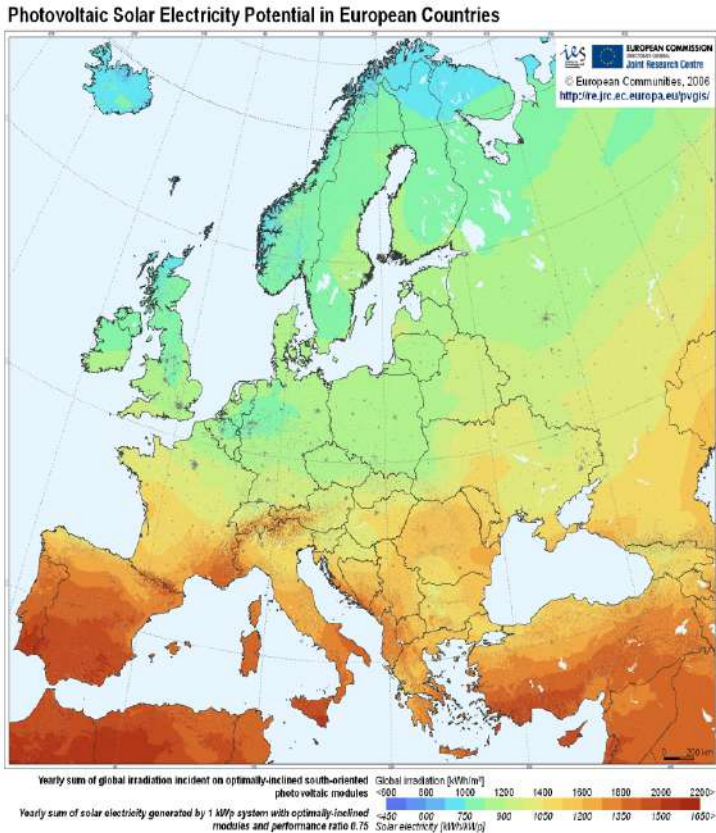 Photovoltaic Solar Electricity Potential in European Countries
ies
EUROPEAN COMMISSION
DIRECTORATE-GENERAL
Joint Research Centre
© European Communities, 2006
http://re.jrc.ec.europa.eu/pvgis/
0 200 km
Yearly sum of global irradiation incident on optimally-inclined south-oriented
photovoltaic modules
Global irradiation [kWh/m²]
<600 800 1000 1200 1400 1600 1800 2000 2200>
<450 600 750 900 1050 1200 1350 1500 1650>
Yearly sum of solar electricity generated by 1 kWp system with optimally-inclined
modules and performance ratio 0.75
Solar electricity [kWh/kWp]